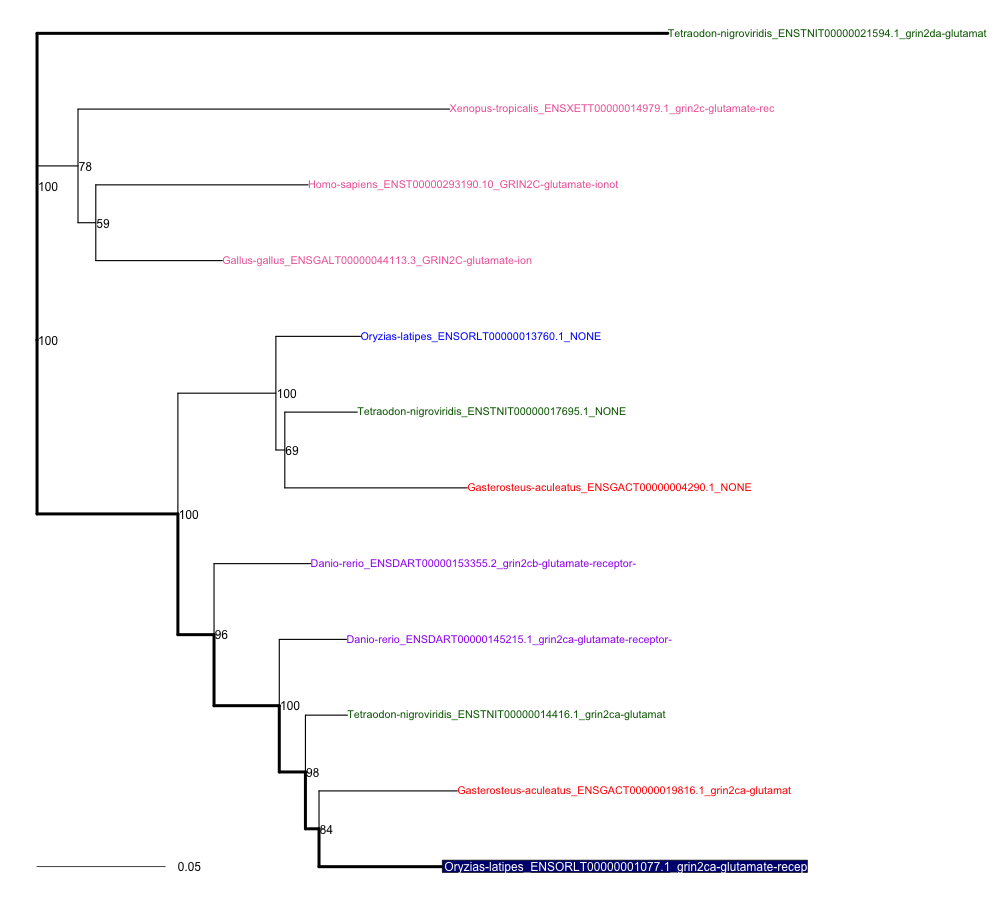 Tetraodon-nigroviridis_ENSTNIT00000021594.1_grin2da-glutamat
Xenopus-tropicalis_ENSXETT00000014979.1_grin2c-glutamate-rec
78
Homo-sapiens_ENST00000293190.10_GRIN2C-glutamate-ionot
100
59
Gallus-gallus_ENSGALT00000044113.3_GRIN2C-glutamate-ion
Oryzias-latipes_ENSORLT00000013760.1_NONE
100
100
Tetraodon-nigroviridis_ENSTNIT00000017695.1_NONE
69
Gasterosteus-aculeatus_ENSGACT00000004290.1_NONE
100
Danio-rerio_ENSDART00000153355.2_grin2cb-glutamate-receptor-
96
Danio-rerio_ENSDART00000145215.1_grin2ca-glutamate-receptor-
100
Tetraodon-nigroviridis_ENSTNIT00000014416.1_grin2ca-glutamat
98
Gasterosteus-aculeatus_ENSGACT00000019816.1_grin2ca-glutamat
84
Oryzias-latipes_ENSORLT00000001077.1_grin2ca-glutamate-recep
0.05